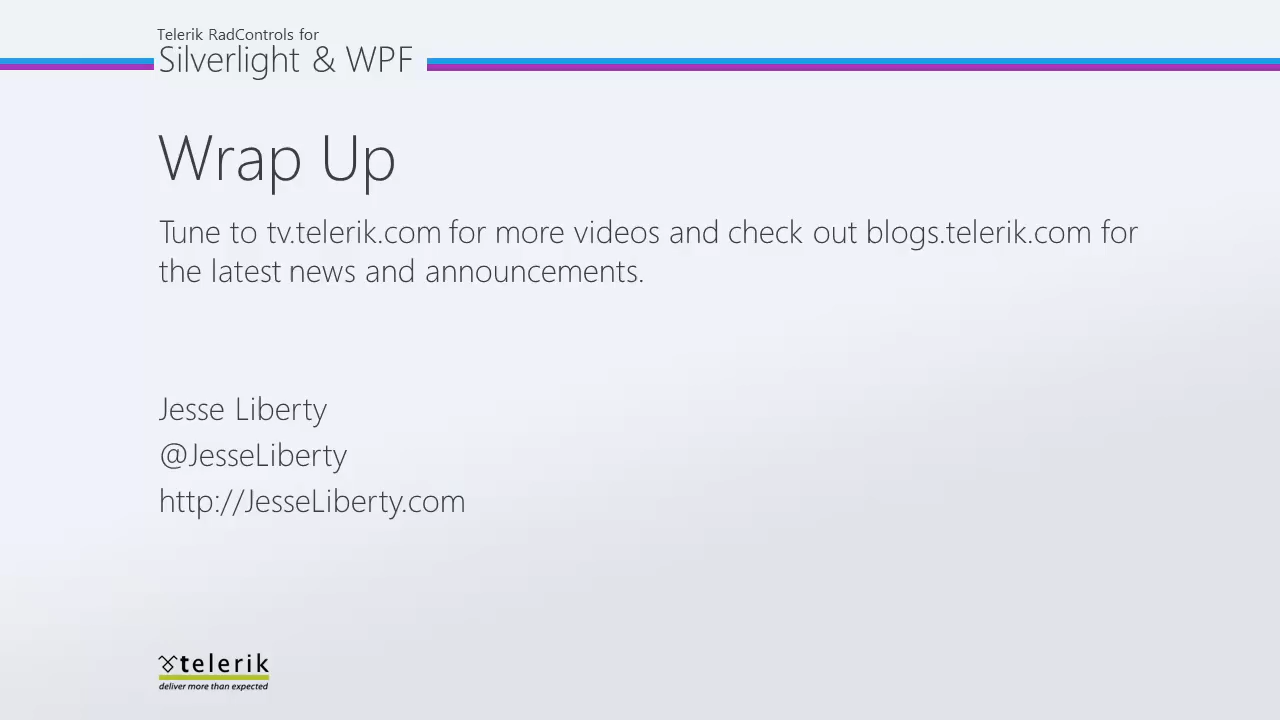 Telerik RadControls for
Silverlight & WPF
Wrap Up
Tune to tv.telerik.com for more videos and check out blogs.telerik.com for
the latest news and announcements.
Jesse Liberty
@JesseLiberty
http://JesseLiberty.com
telerik
deliver more than expected